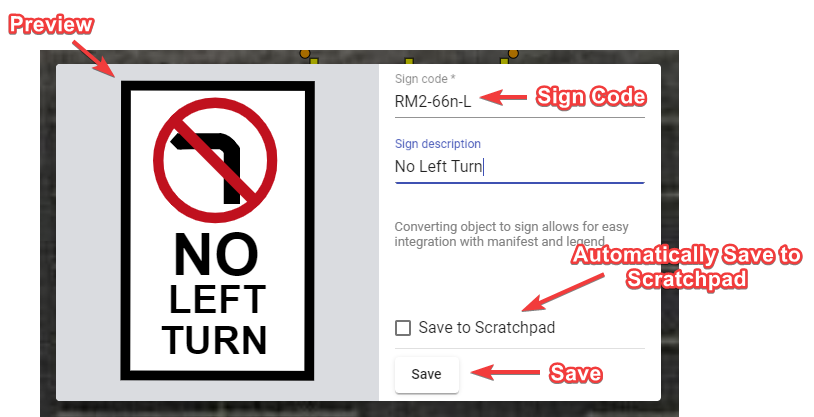 Preview
NO
LEFT
TURN
Sign code *
RM2-66n-L
Sign Code
Sign description
No Left Turn
Converting object to sign allows for easy
integration with manifest and legend
Automatically Save to
Scratchpad
Save to Scratchpad
Save
Save